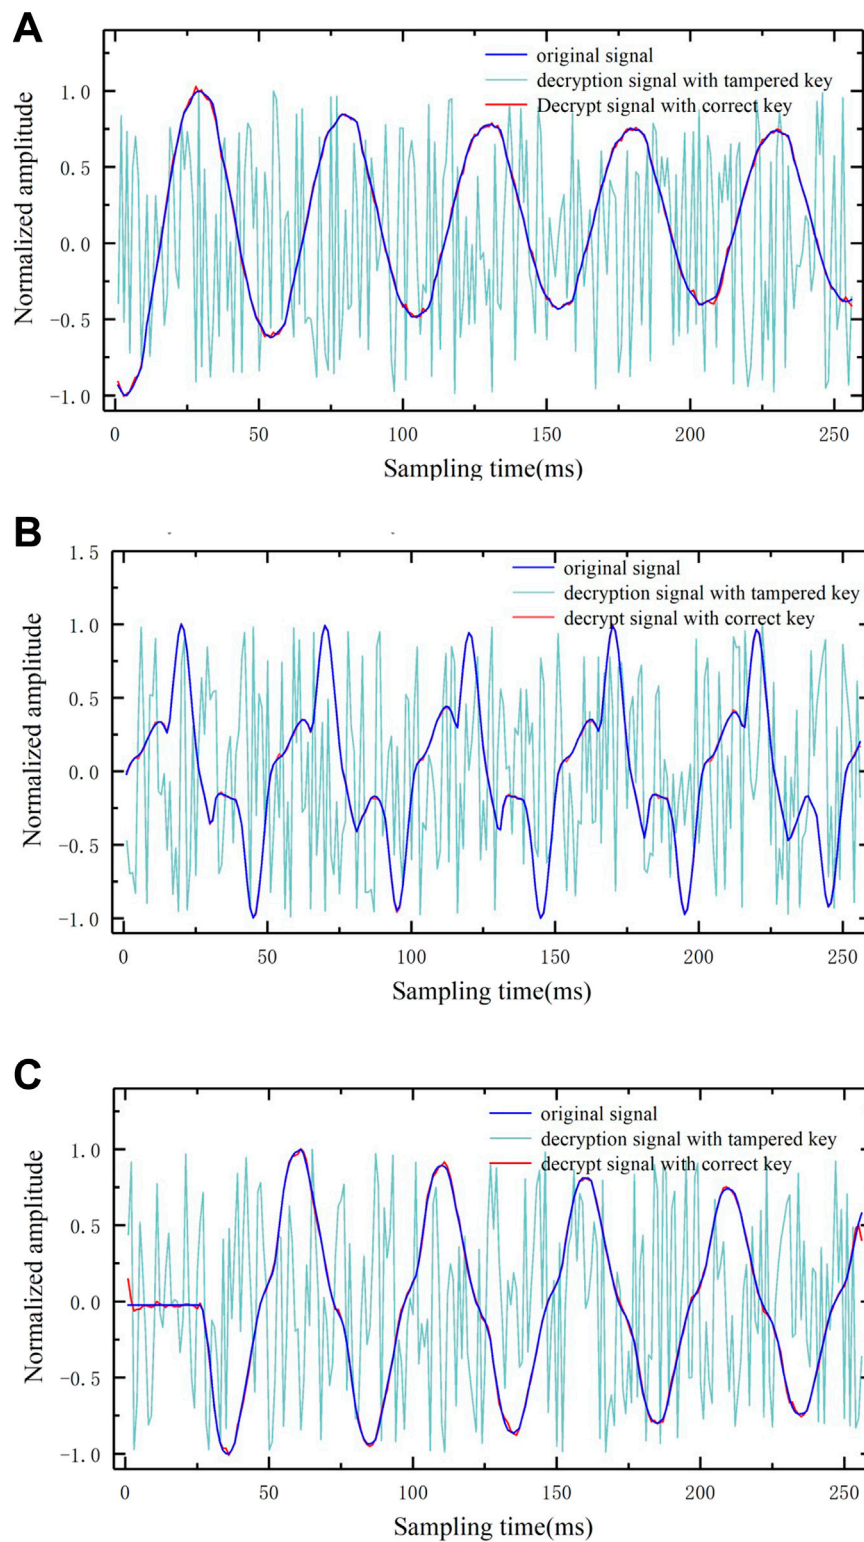 A
original signal
decryption signal with tampered key
Decrypt signal with correct key
1.0
0.5
0.0
-0.5
-1.0
Normalized amplitude
0 50 100 150 200 250
Sampling time(ms)
B
1.5
original signal
decryption signal with tampered key
decrypt signal with correct key
1.0
0.5
0.0
-0.5
-1.0
Normalized amplitude
0 50 100 150 200 250
Sampling time(ms)
C
original signal
decryption signal with tampered key
decrypt signal with correct key
1.0
0.5
0.0
-0.5
-1.0
Normalized amplitude
0 50 100 150 200 250
Sampling time(ms)